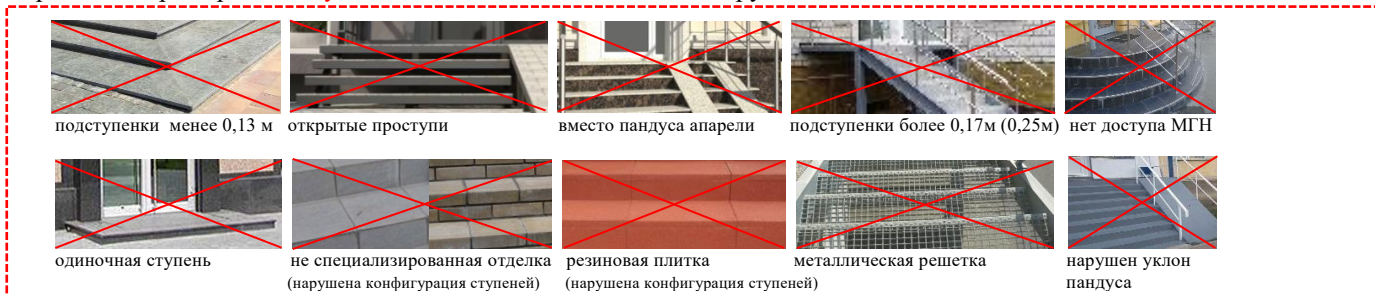 подступенки менее 0,13 м
открытые проступи
вместо пандуса апарели
подступенки более 0,17м (0,25м)
нет доступа МГН
одиночная ступень
не специализированная отделка
(нарушена конфигурация ступеней)
резиновая плитка
(нарушена конфигурация ступеней)
металлическая решетка
нарушен уклон
пандуса